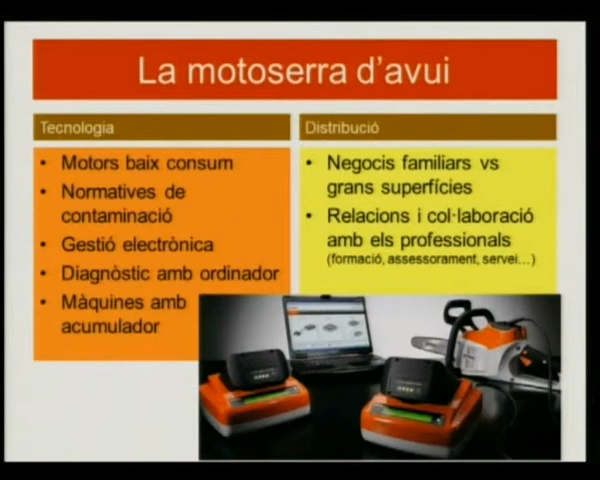 La motoserra d'avui
Tecnologia
• Motors baix consum
• Normatives de
contaminació
• Gestió electrònica
• Diagnòstic amb ordinador
• Màquines amb
acumulador
Distribució
• Negocis familiars vs
grans superfícies
• Relacions i col·laboració
amb els professionals
(formació, assessorament, servei...)